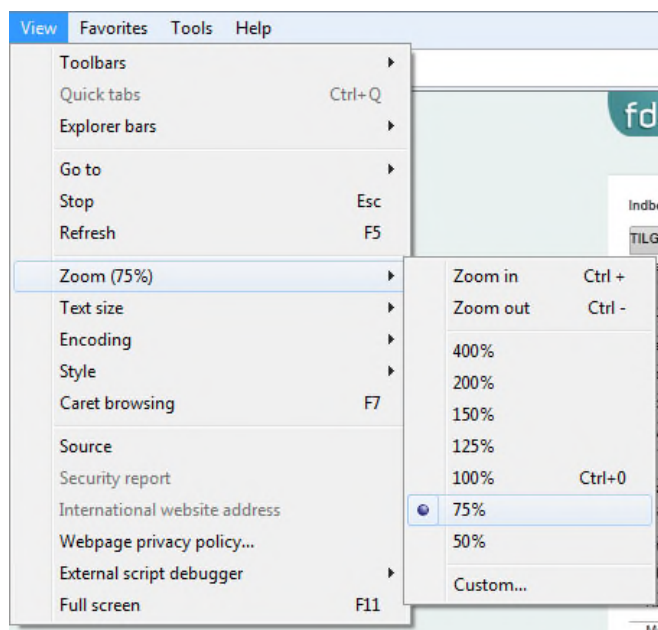 View Favorites Tools Help
Toolbars
Quick tabs Ctrl+Q
Explorer bars
Go to
Stop Esc
Refresh F5
Zoom (75%)
Text size
Encoding
Style
Caret browsing F7
Source
Security report
International website address
Webpage privacy policy...
External script debugger
Full screen F11
Zoom in Ctrl +
Zoom out Ctrl -
400%
200%
150%
125%
100% Ctrl+0
75%
50%
Custom...
fd